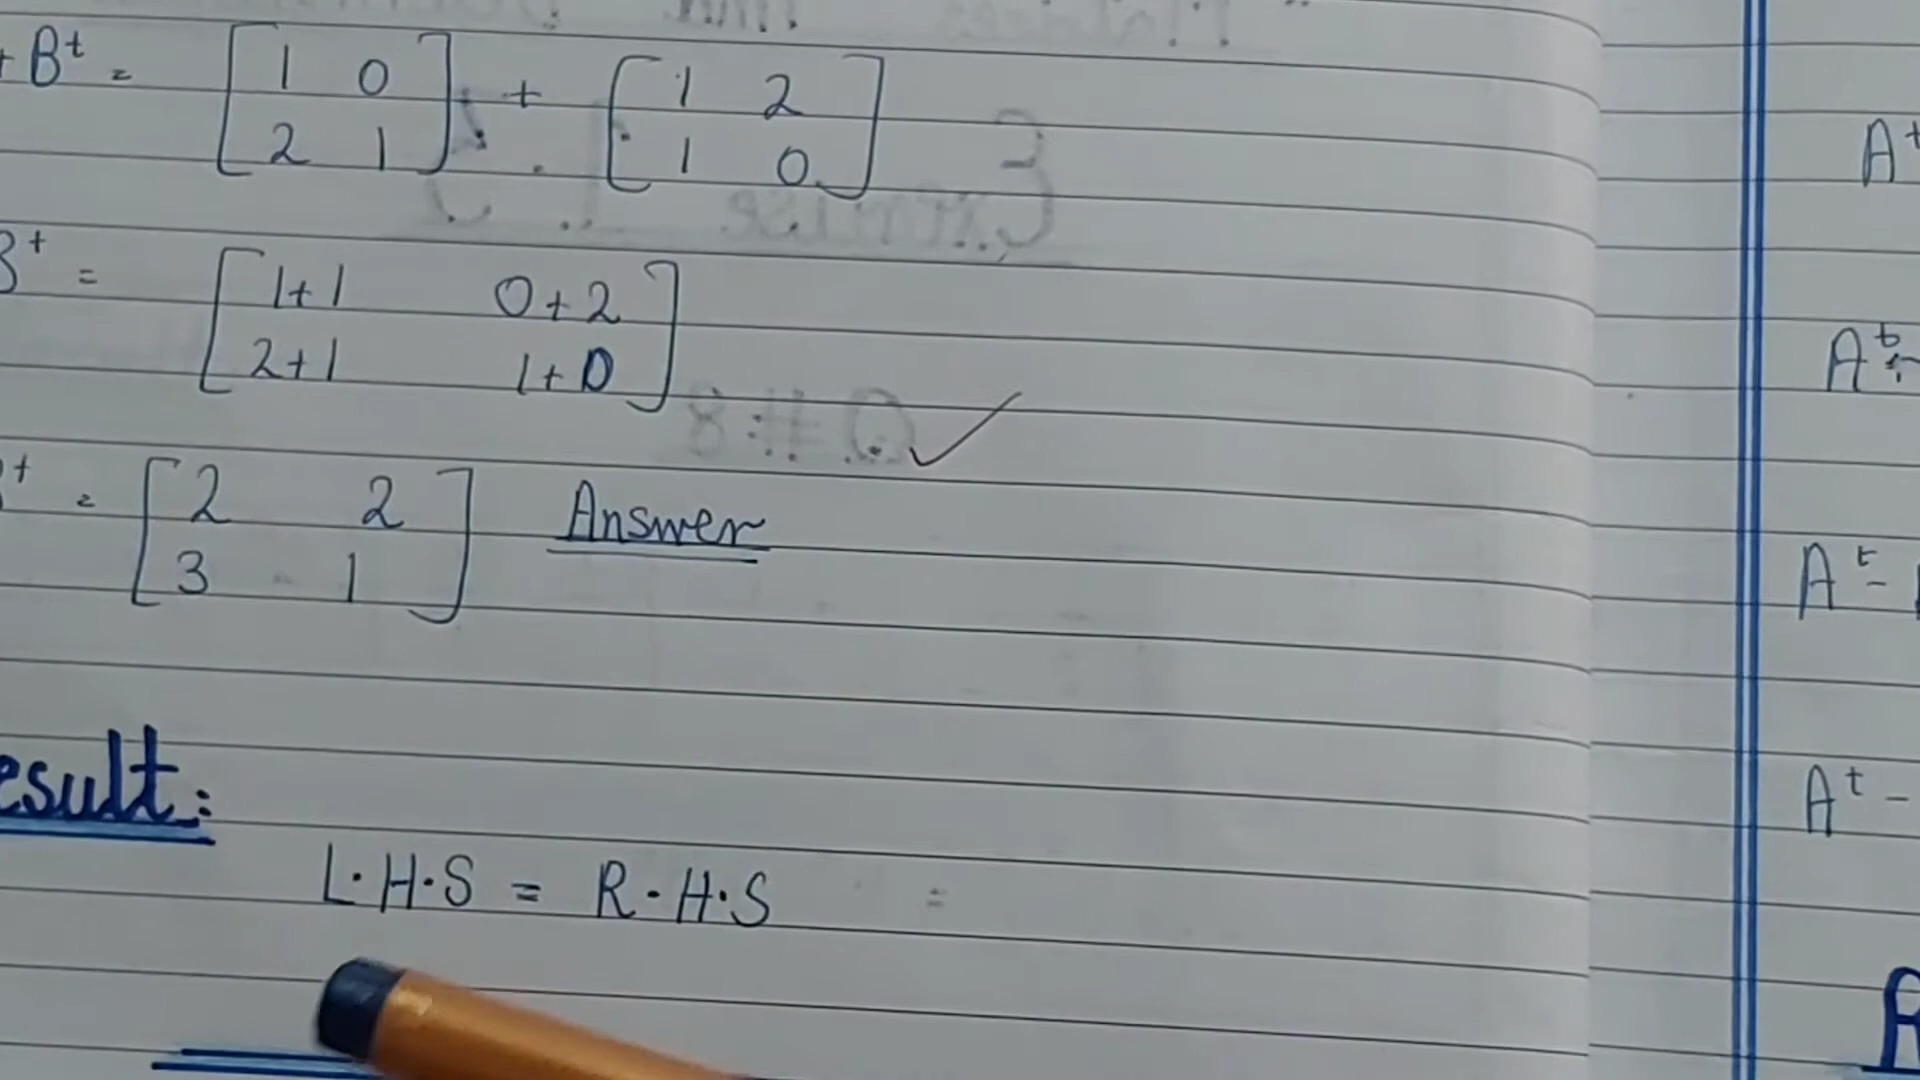 + Bᵗ = [ 1 0 ] + [ 1 2 ]
[ 2 1 ] [ 1 0 ]
Bᵗ = [ 1+1 0+2 ]
[ 2+1 1+0 ]
ᵗ = [ 2 2 ] Answer
[ 3 1 ]
esult:
L.H.S = R.H.S =
Aᵗ
Aᵗ
Aᵗ -
Aᵗ -